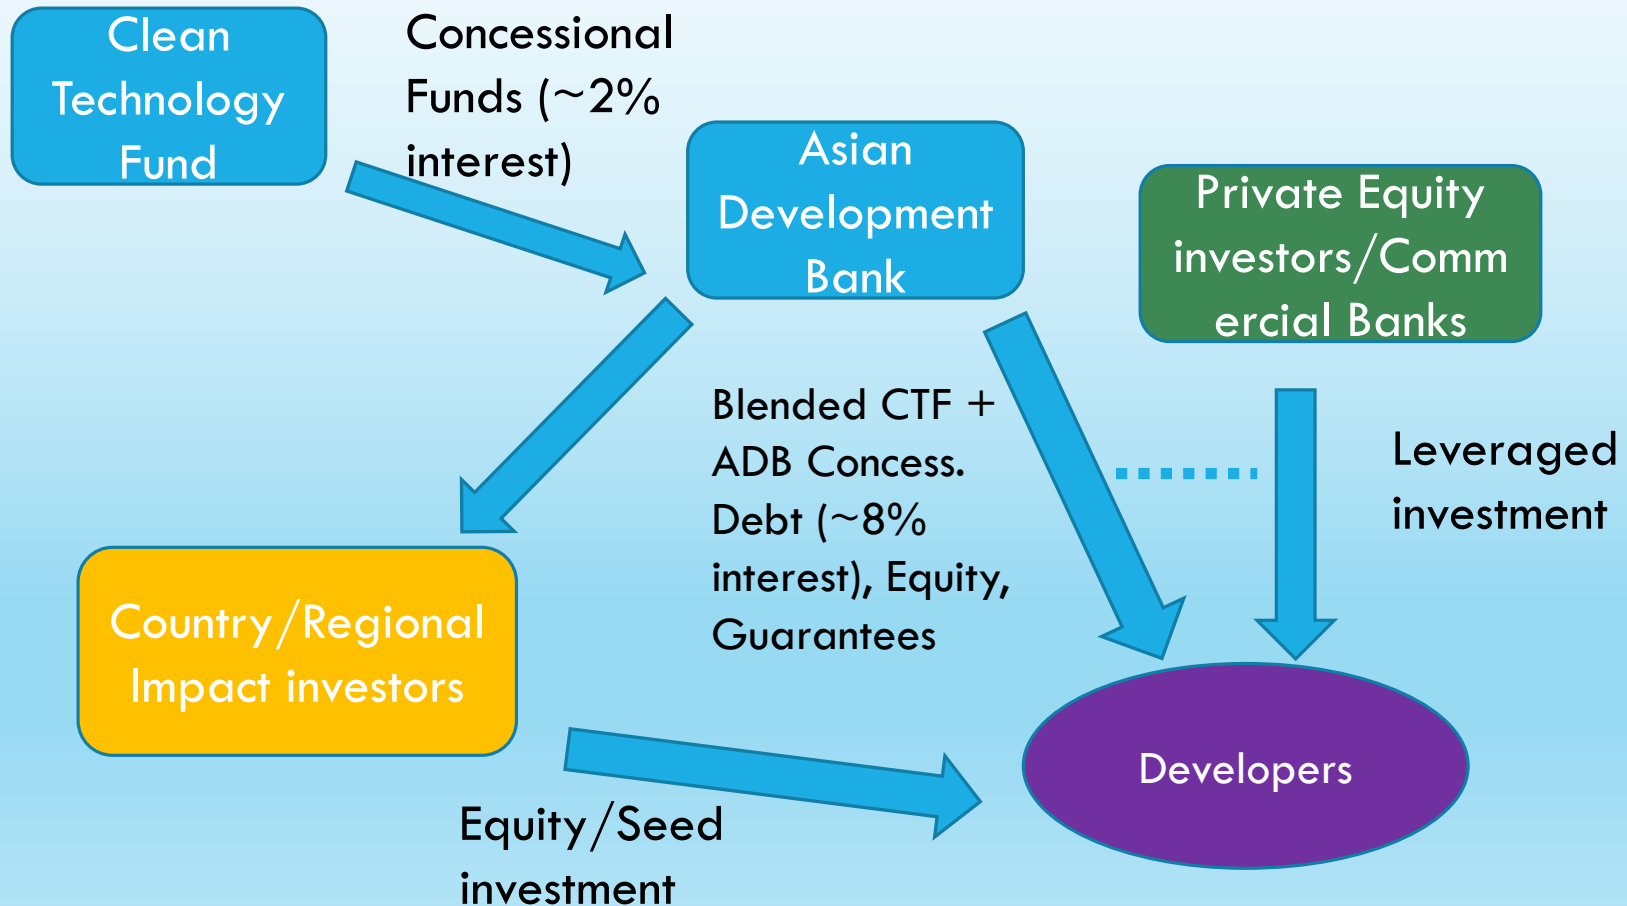 Clean
Technology
Fund
Concessional
Funds (~2%
interest)
Asian
Development
Bank
Private Equity
investors/Comm
ercial Banks
Blended CTF +
ADB Concess.
Debt (~8%
interest), Equity,
Guarantees
Leveraged
investment
Country/Regional
Impact investors
Developers
Equity/Seed
investment